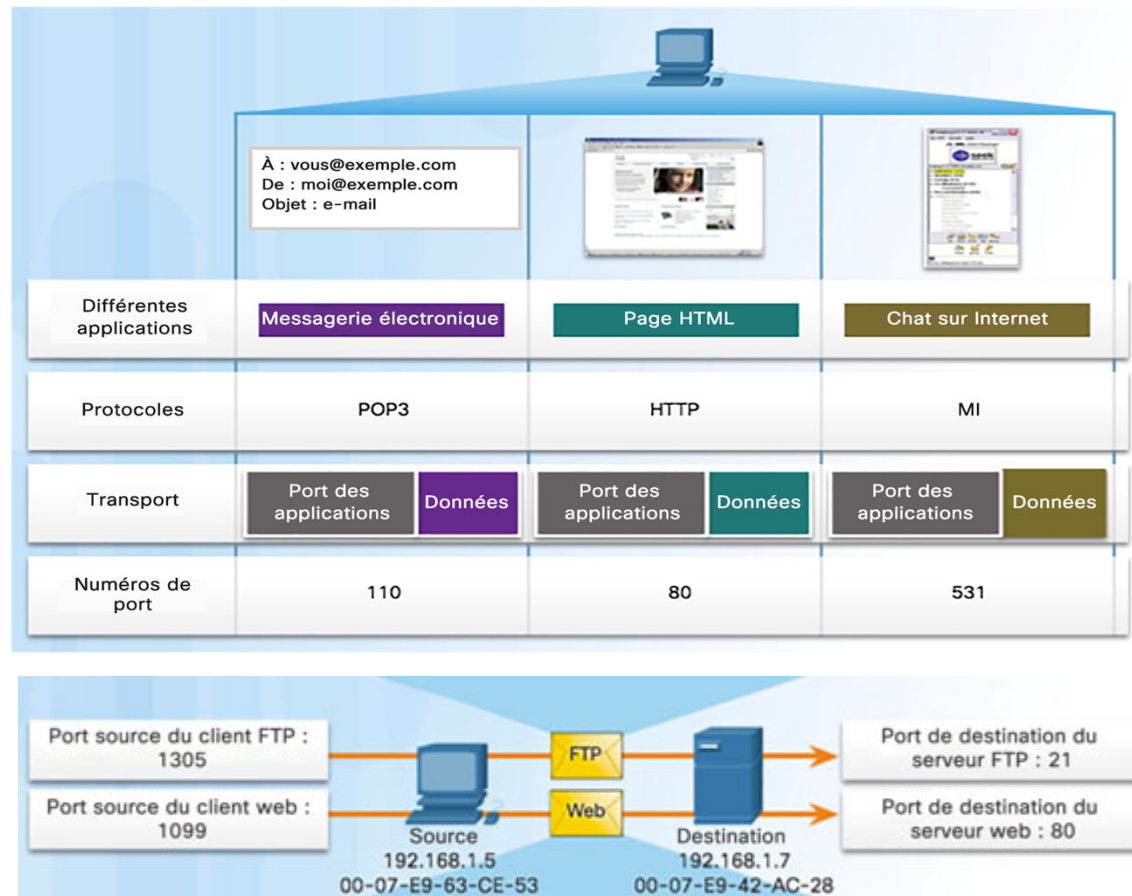 À : vous@exemple.com
De : moi@exemple.com
Objet : e-mail
seek
Différentes
applications
Messagerie électronique
Page HTML
Chat sur Internet
Protocoles
POP3
HTTP
MI
Transport
Port des
applications
Données
Port des
applications
Données
Port des
applications
Données
Numéros de
port
110
80
531
Port source du client FTP :
1305
FTP
Port de destination du
serveur FTP : 21
Port source du client web :
1099
Web
Port de destination du
serveur web : 80
Source
192.168.1.5
00-07-E9-63-CE-53
Destination
192.168.1.7
00-07-E9-42-AC-28